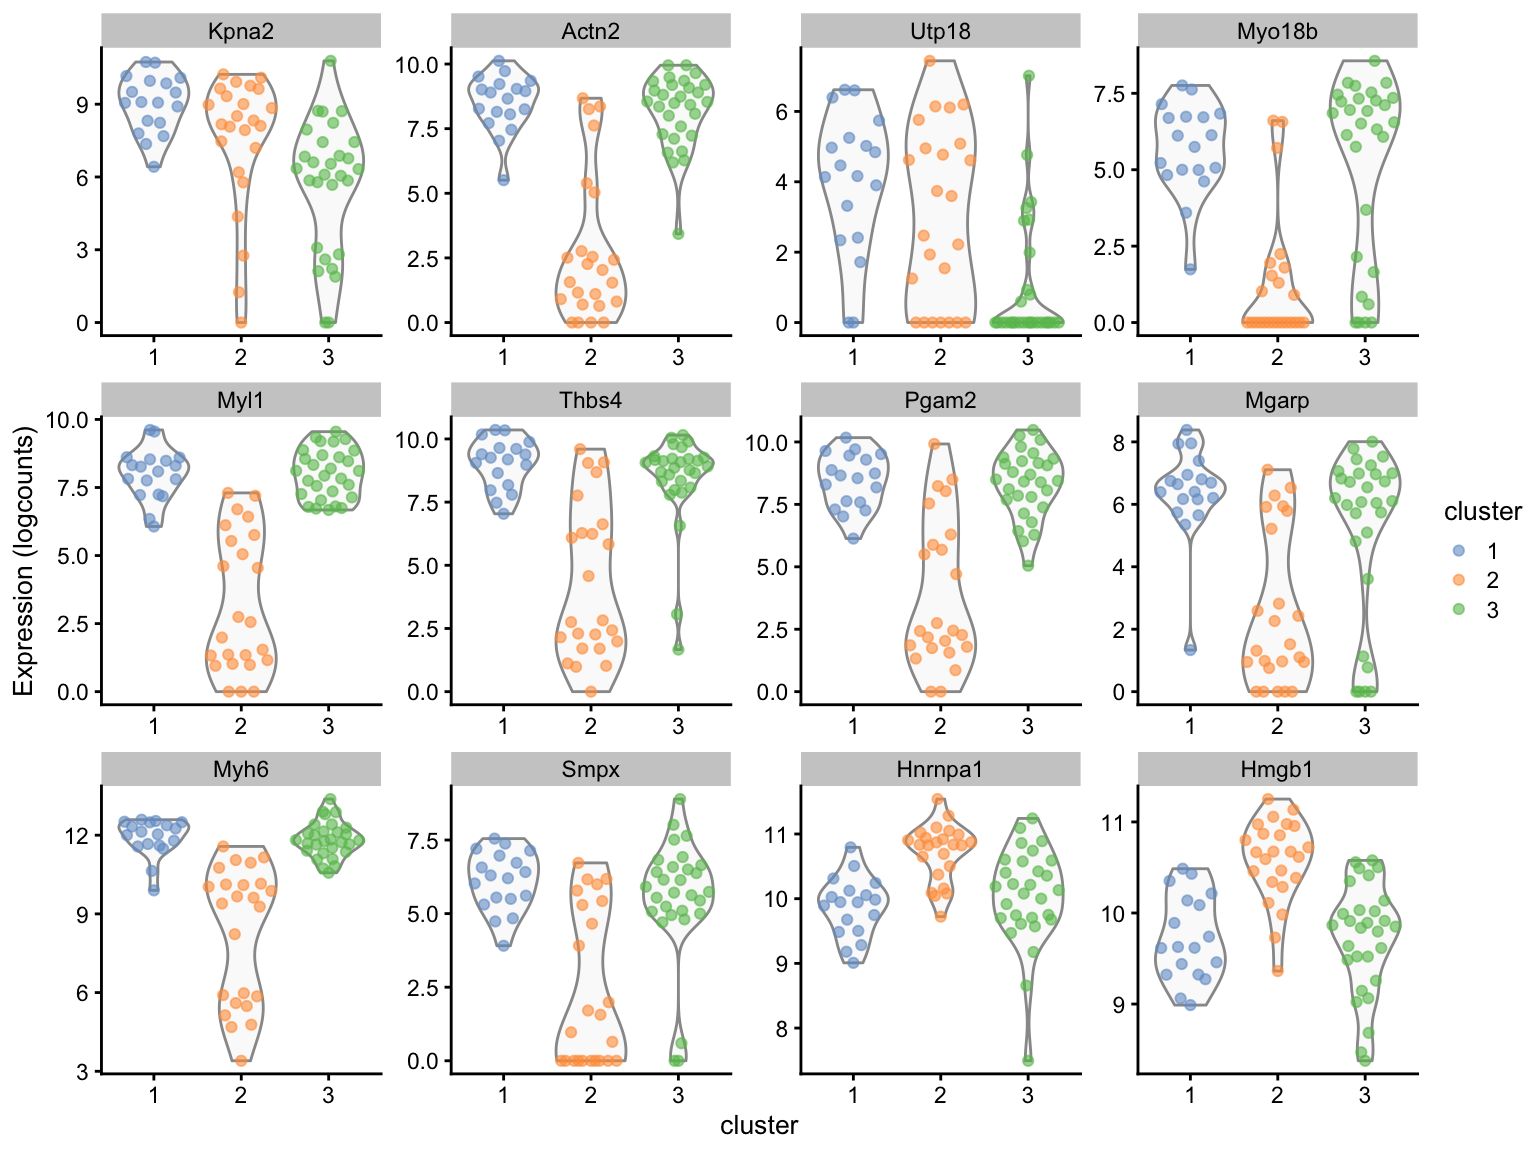 Kpna2 Actn2 Utp18 Myo18b
9 6 3 0
10.0 7.5 5.0 2.5 0.0
6 4 2 0
7.5 5.0 2.5 0.0
1 2 3 1 2 3 1 2 3 1 2 3
Myl1 Thbs4 Pgam2 Mgarp
10.0 7.5 5.0 2.5 0.0
10.0 7.5 5.0 2.5 0.0
10.0 7.5 5.0 2.5 0.0
8 6 4 2 0
1 2 3 1 2 3 1 2 3 1 2 3
Myh6 Smpx Hnrnpa1 Hmgb1
12 9 6 3
7.5 5.0 2.5 0.0
11 10 9 8
11 10 9
1 2 3 1 2 3 1 2 3 1 2 3
Expression (logcounts)
cluster
cluster
1
2
3